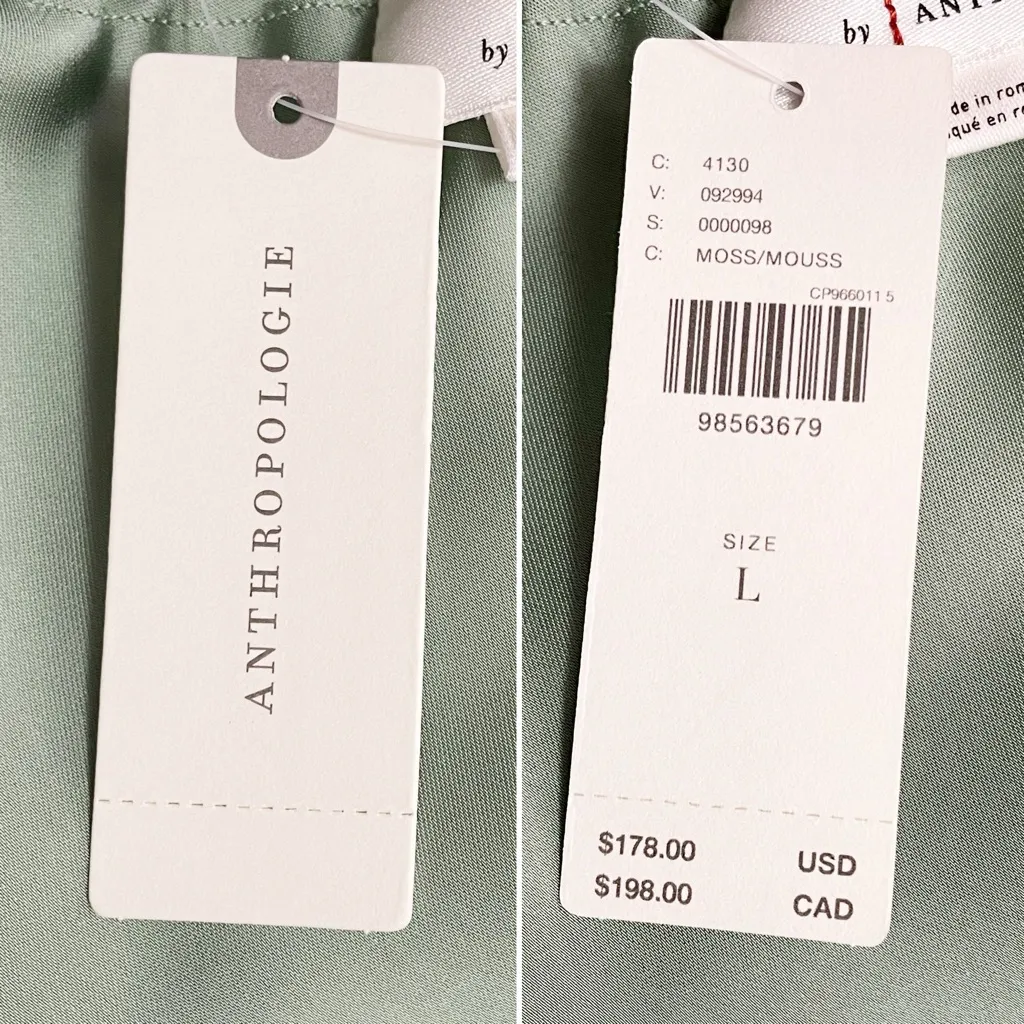 by
ANTHROPOLOGIE
by
C: 4130
V: 092994
S: 0000098
C: MOSS/MOUSS
CP966011 5
98563679
SIZE
L
$178.00 USD
$198.00 CAD